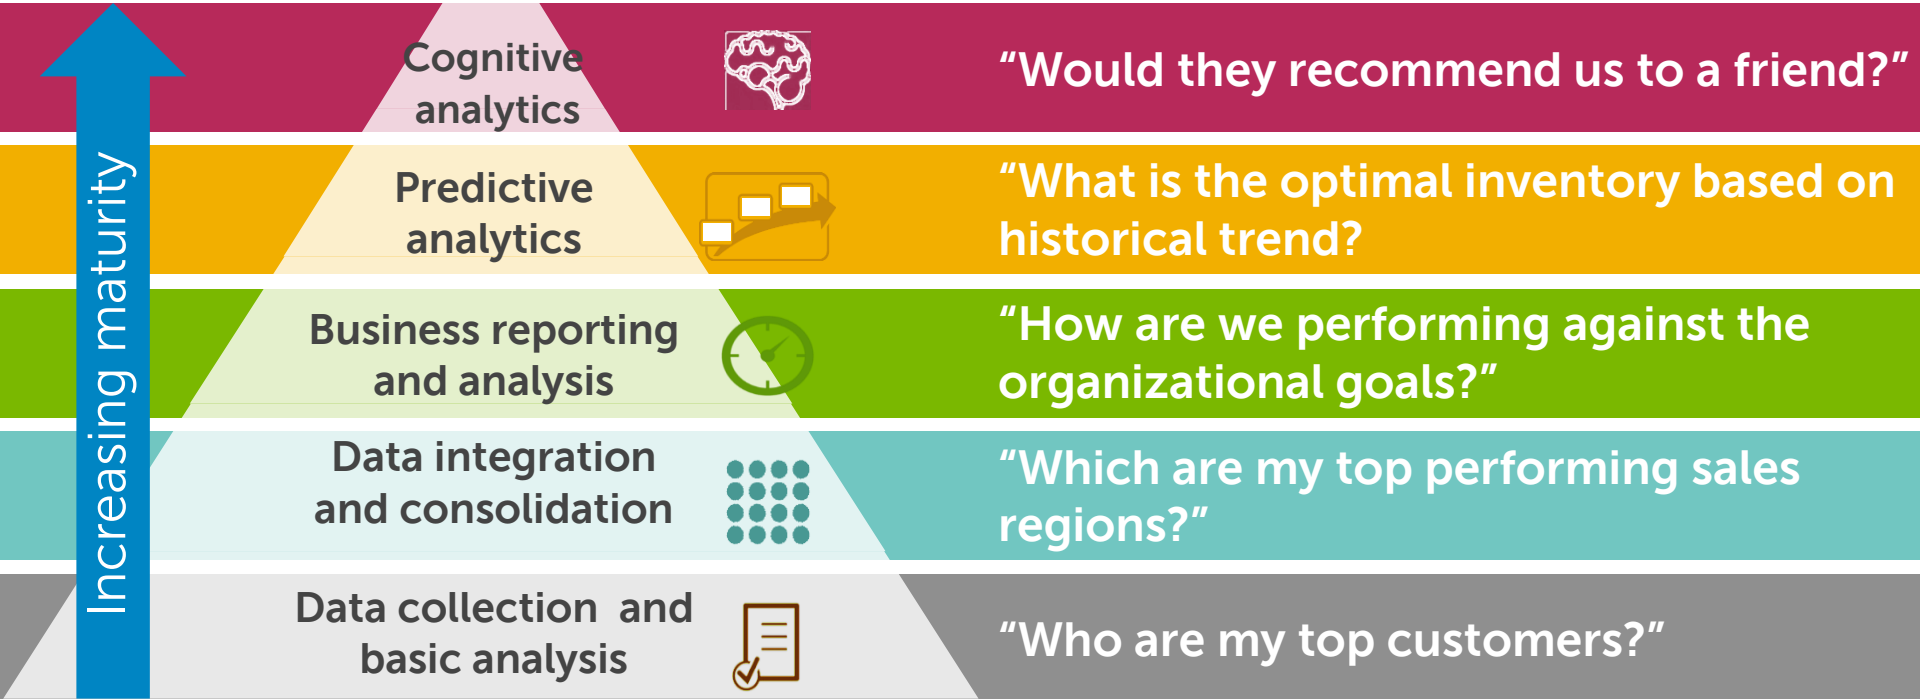 Increasing maturity
Cognitive
analytics
“Would they recommend us to a friend?”
Predictive
analytics
“What is the optimal inventory based on
historical trend?
Business reporting
and analysis
“How are we performing against the
organizational goals?”
Data integration
and consolidation
“Which are my top performing sales
regions?”
Data collection  and
basic analysis
“Who are my top customers?”